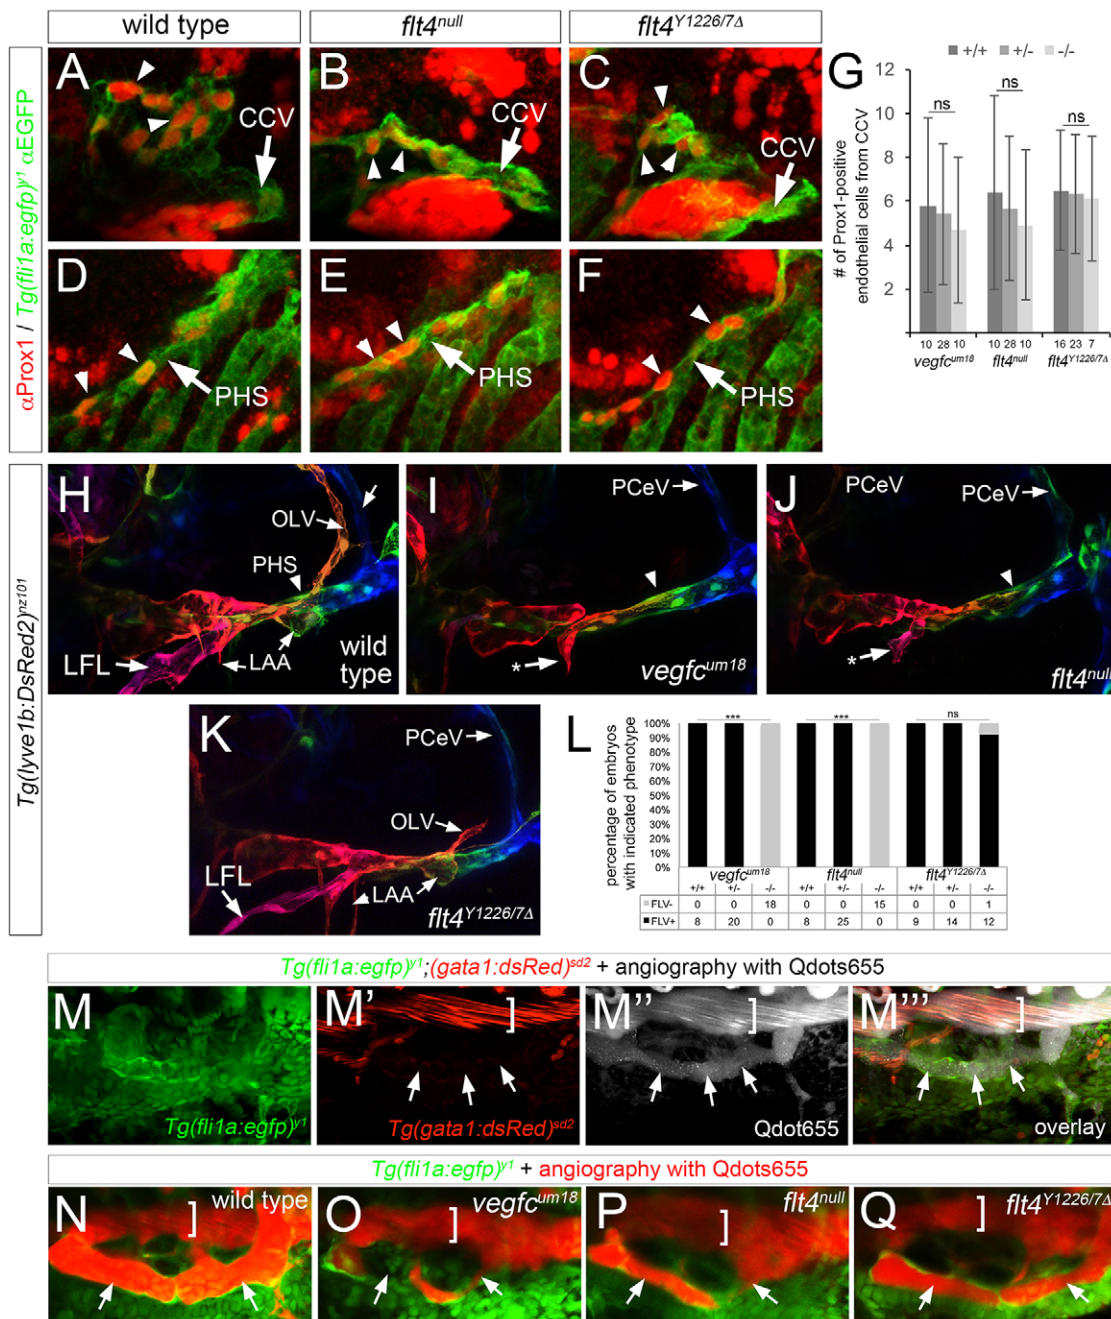 wild type
flt4null
flt4Y1226/7Δ
αProx1 / Tg(fli1a:egfp)y1 αEGFP
A
CCV
B
CCV
C
CCV
D
PHS
E
PHS
F
PHS
G
+/+ +/- -/-
# of Prox1-positive
endothelial cells from CCV
12
10
8
6
4
2
ns
ns
ns
10 28 10
10 28 10
16 23 7
vegfcum18
flt4null
flt4Y1226/7Δ
Tg(lyve1b:DsRed2)nz101
H
OLV
PHS
LFL
LAA
wild
type
I
PCeV
*
vegfcum18
J
PCeV
PCeV
*
flt4null
K
PCeV
OLV
LFL
LAA
flt4Y1226/7Δ
L
percentage of embryos
with indicated phenotype
100%
90%
80%
70%
60%
50%
40%
30%
20%
10%
0%
***
***
ns
vegfcum18
flt4null
flt4Y1226/7Δ
+/+ +/- -/- +/+ +/- -/- +/+ +/- -/-
FLV- 0 0 18 0 0 15 0 0 1
FLV+ 8 20 0 8 25 0 9 14 12
Tg(fli1a:egfp)y1;(gata1:dsRed)sd2 + angiography with Qdots655
M
Tg(fli1a:egfp)y1
M'
]
Tg(gata1:dsRed)sd2
M''
]
Qdot655
M'''
]
overlay
Tg(fli1a:egfp)y1 + angiography with Qdots655
N
wild type
]
O
vegfcum18
]
P
flt4null
]
Q
flt4Y1226/7Δ
]